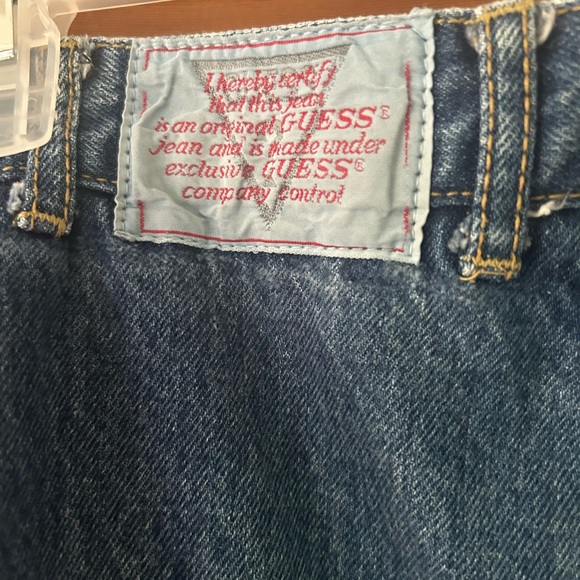 I hereby certify
that this jean
is an original GUESS®
jean and is made under
exclusive GUESS®
company control